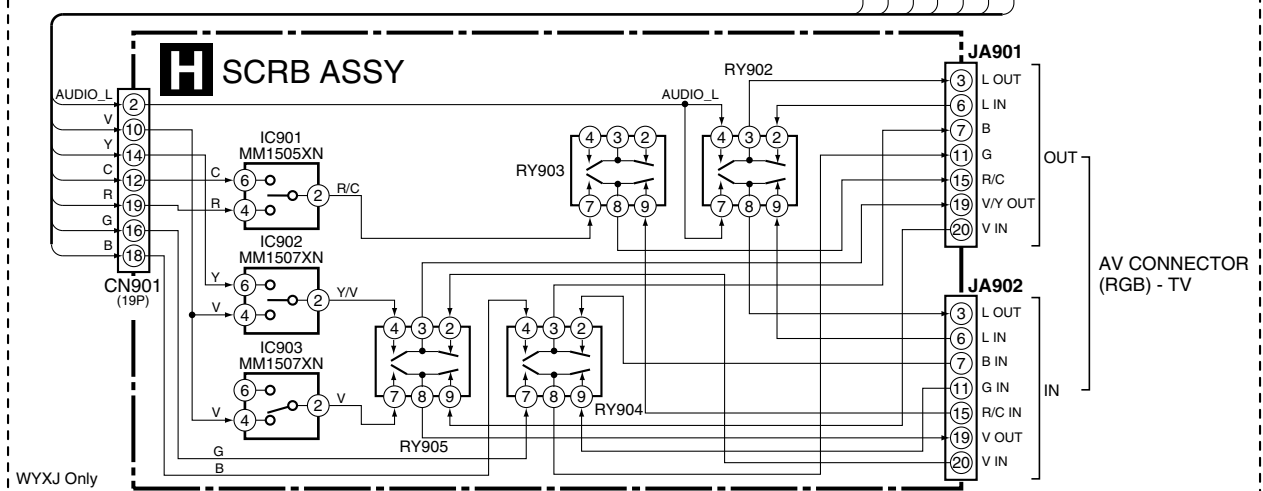 H SCRB ASSY
AUDIO_L
V
Y
C
R
G
B
2
10
14
12
19
16
18
CN901
(19P)
IC901
MM1505XN
C
R
6
4
2
R/C
IC902
MM1507XN
Y
V
6
4
2
Y/V
IC903
MM1507XN
V
6
4
2
V
G
B
RY903
4 3 2
7 8 9
AUDIO_L
RY902
4 3 2
7 8 9
4 3 2
7 8 9
RY905
4 3 2
7 8 9
RY904
JA901
3 L OUT
6 L IN
7 B
11 G
15 R/C
19 V/Y OUT
20 V IN
OUT
JA902
3 L OUT
6 L IN
7 B IN
11 G IN
15 R/C IN
19 V OUT
20 V IN
IN
AV CONNECTOR
(RGB) - TV
WYXJ Only